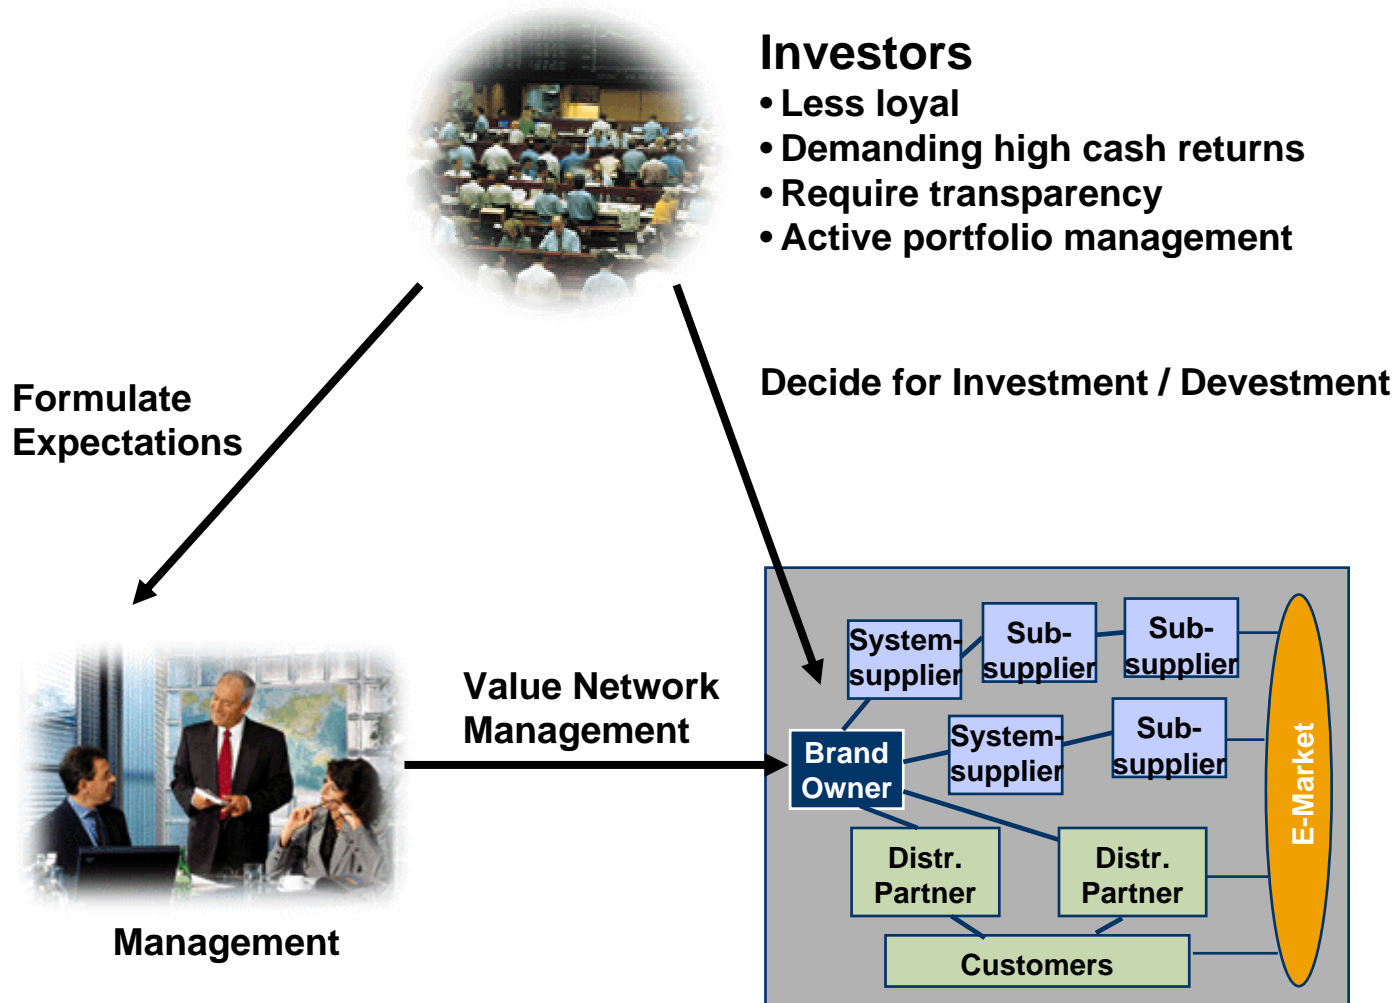 Investors
• Less loyal
• Demanding high cash returns
• Require transparency
• Active portfolio management
Formulate
Expectations
Decide for Investment / Devestment
Value Network
Management
Management
System-
supplier
Sub-
supplier
Sub-
supplier
Brand
Owner
System-
supplier
Sub-
supplier
Distr.
Partner
Distr.
Partner
Customers
E-Market